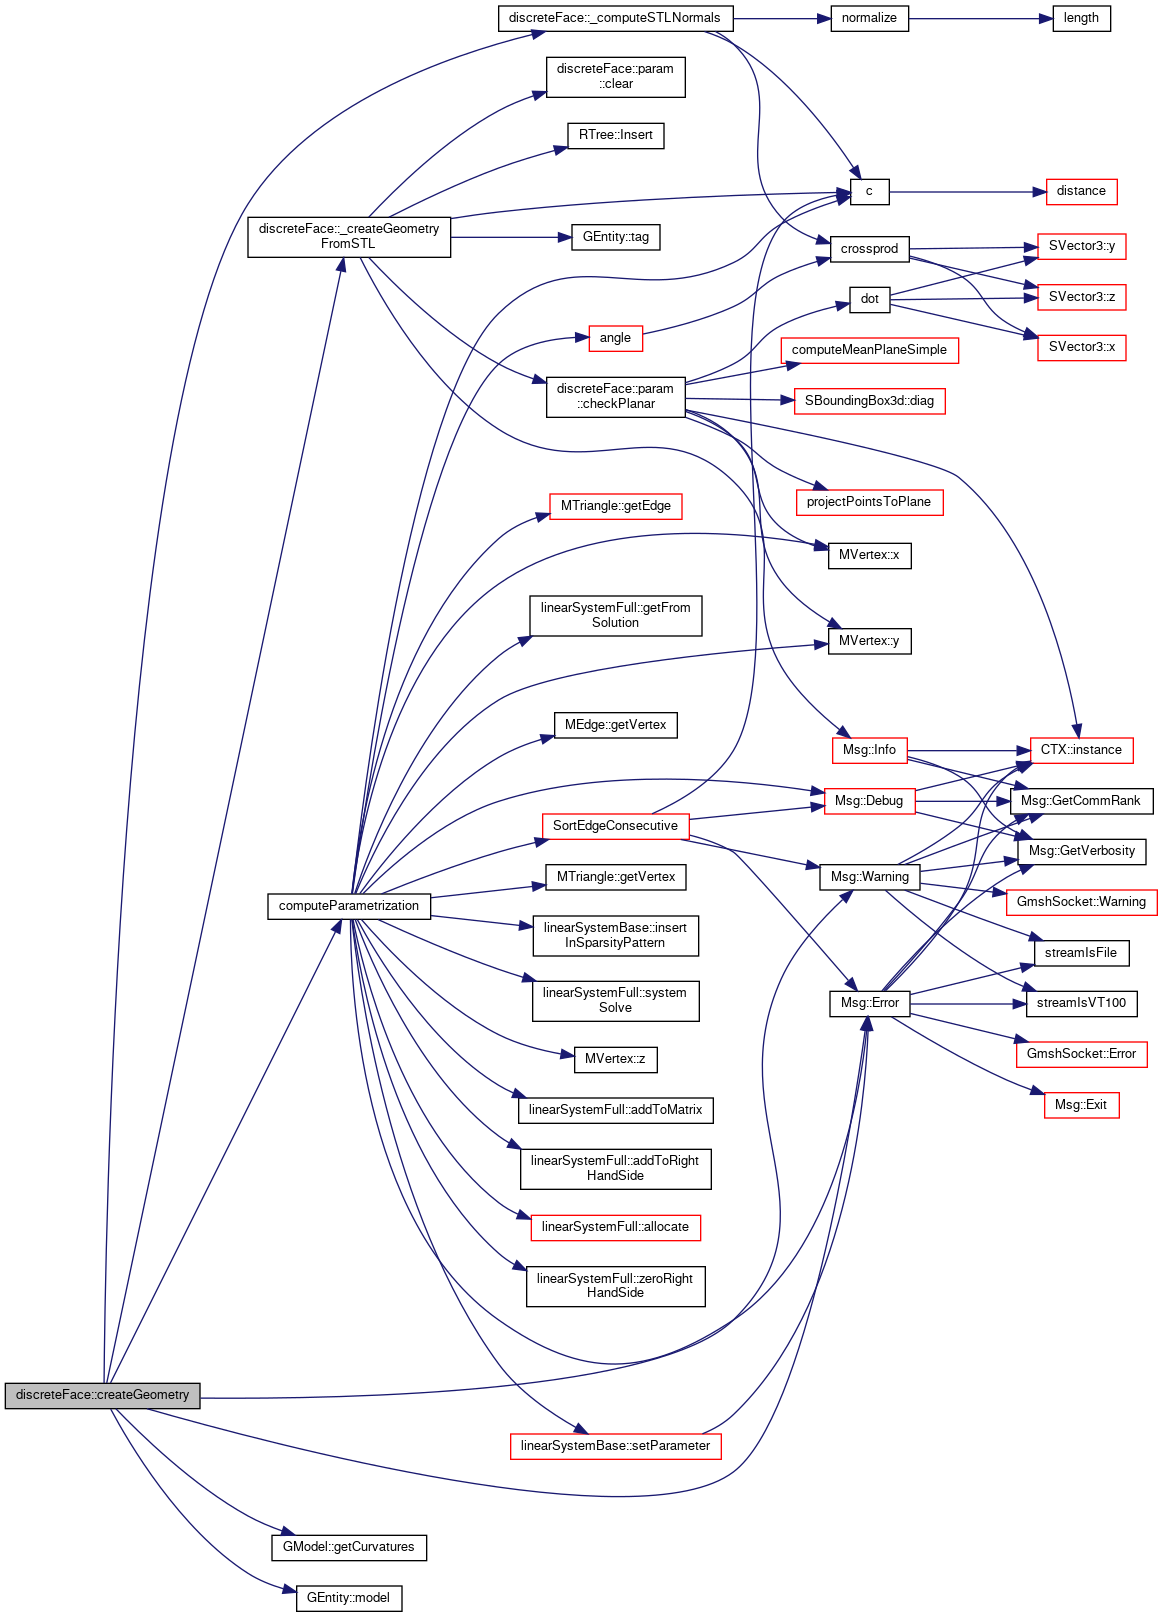 discreteFace::_computeSTLNormals
normalize
length
discreteFace::param
::clear
RTree::Insert
c
distance
discreteFace::_createGeometry
FromSTL
GEntity::tag
crossprod
SVector3::y
dot
SVector3::z
angle
SVector3::x
computeMeanPlaneSimple
discreteFace::param
::checkPlanar
SBoundingBox3d::diag
MTriangle::getEdge
projectPointsToPlane
MVertex::x
linearSystemFull::getFrom
Solution
MVertex::y
MEdge::getVertex
Msg::Info
CTX::instance
Msg::Debug
Msg::GetCommRank
SortEdgeConsecutive
Msg::GetVerbosity
MTriangle::getVertex
Msg::Warning
GmshSocket::Warning
computeParametrization
linearSystemBase::insert
InSparsityPattern
streamIsFile
linearSystemFull::system
Solve
Msg::Error
streamIsVT100
MVertex::z
GmshSocket::Error
linearSystemFull::addToMatrix
Msg::Exit
linearSystemFull::addToRight
HandSide
linearSystemFull::allocate
linearSystemFull::zeroRight
HandSide
discreteFace::createGeometry
linearSystemBase::setParameter
GModel::getCurvatures
GEntity::model